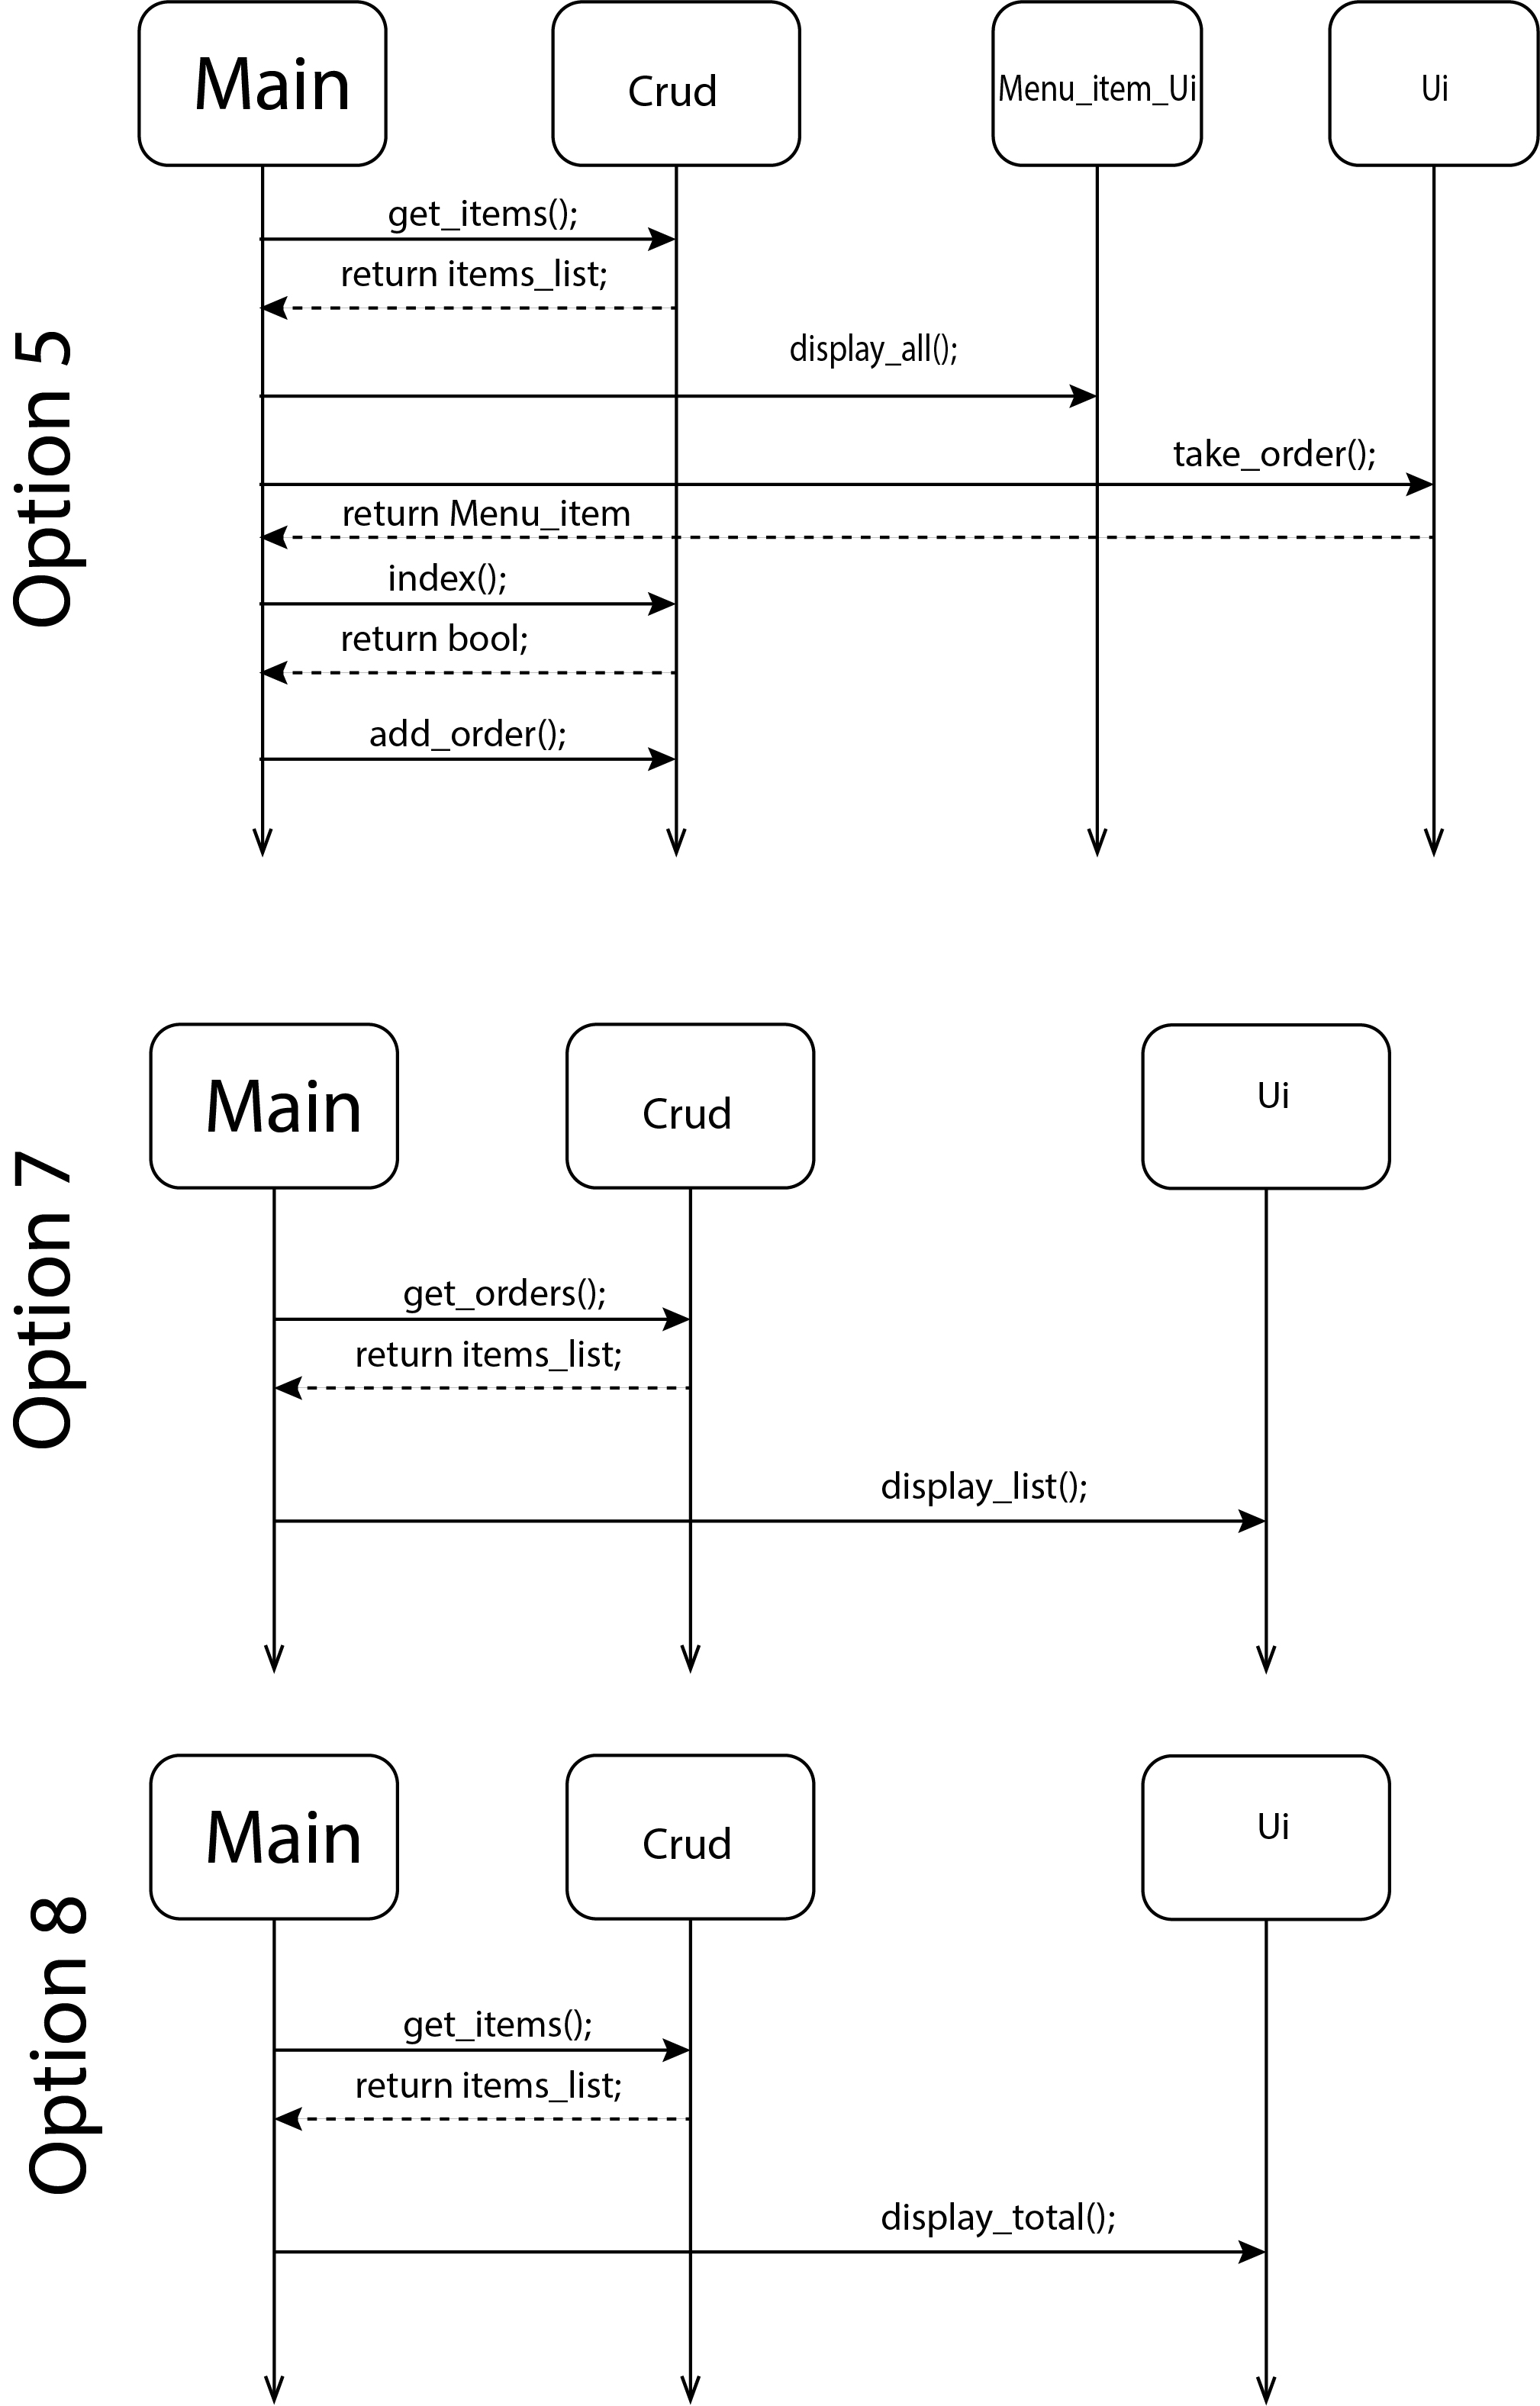 Option 5
Main
Crud
Menu_item_Ui
Ui
get_items();
return items_list;
display_all();
take_order();
return Menu_item
index();
return bool;
add_order();
Option 7
Main
Crud
Ui
get_orders();
return items_list;
display_list();
Option 8
Main
Crud
Ui
get_items();
return items_list;
display_total();